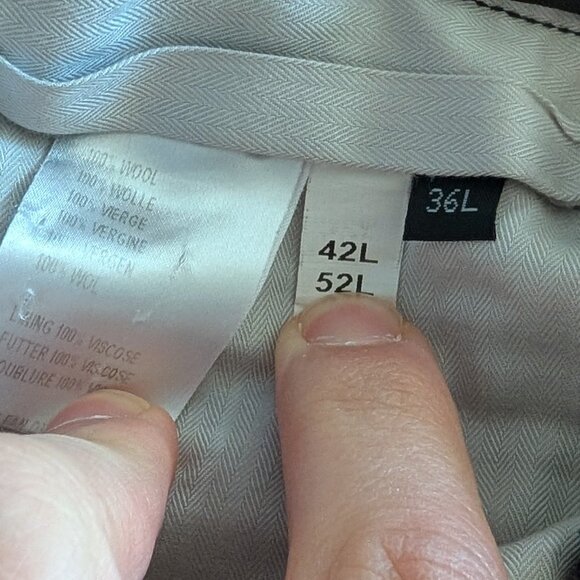 100% WOOL
100% WOLLE
100% VIERGE
100% VERGINE
100% WOL
LINING 100% VISCOSE
FUTTER 100% VISCOSE
DOUBLURE 100%
42L
52L
36L